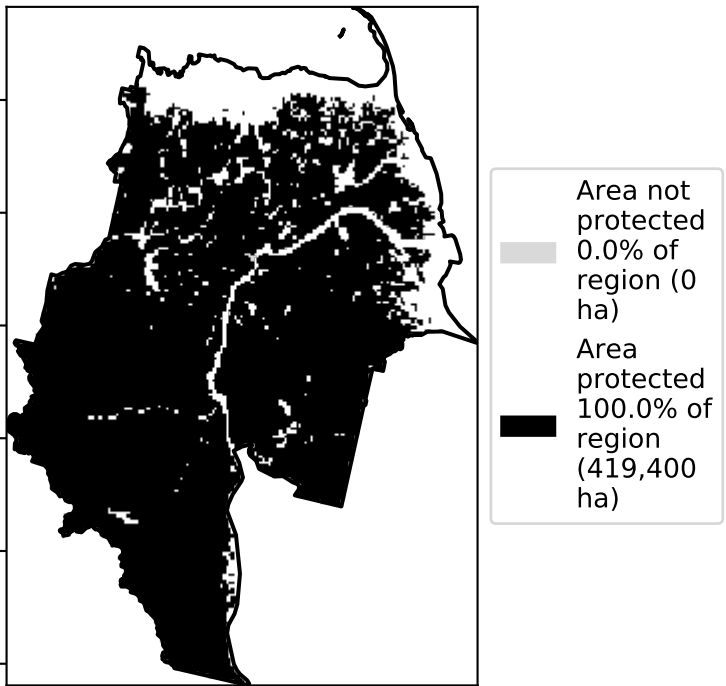 Area not
protected
0.0% of
region (0
ha)
Area
protected
100.0% of
region
(419,400
ha)